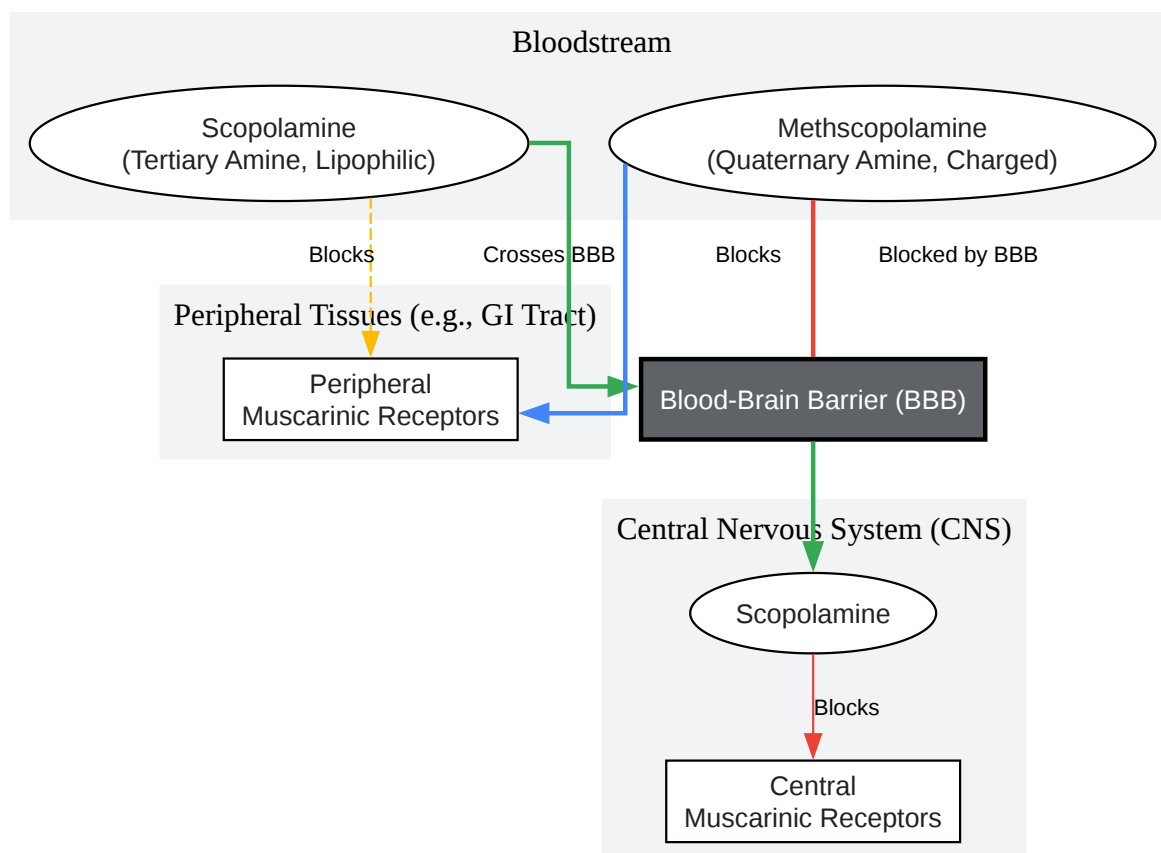 Bloodstream
Scopolamine
(Tertiary Amine, Lipophilic)
Methscopolamine
(Quaternary Amine, Charged)
Blocks
Crosses BBB
Blocks
Blocked by BBB
Peripheral Tissues (e.g., GI Tract)
Peripheral
Muscarinic Receptors
Blood-Brain Barrier (BBB)
Central Nervous System (CNS)
Scopolamine
Blocks
Central
Muscarinic Receptors